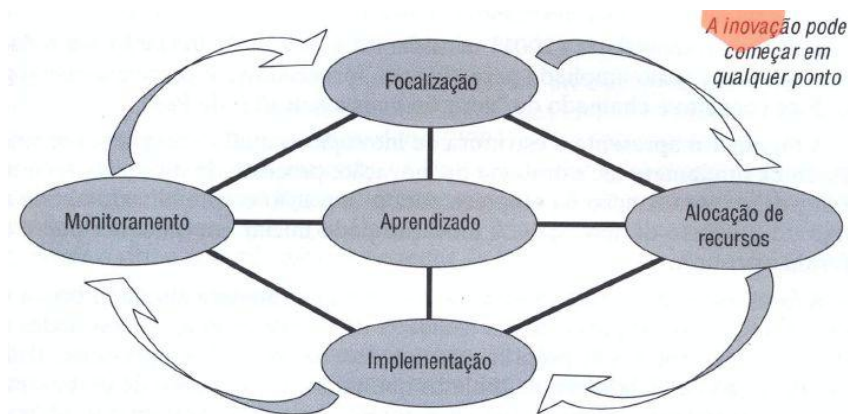 A inovação pode
começar em
qualquer ponto
Focalização
Monitoramento
Aprendizado
Alocação de
recursos
Implementação